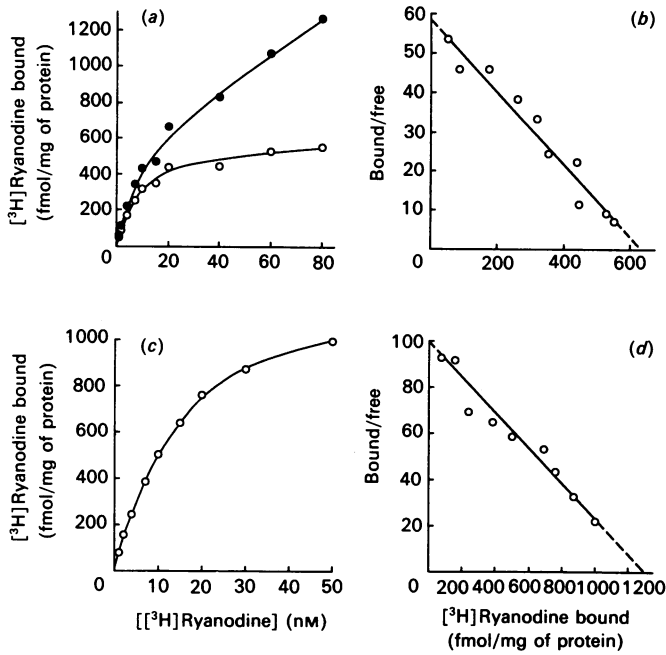 (a)
[³H]Ryanodine bound
(fmol/mg of protein)
1200
1000
800
600
400
200
0
20
40
60
80
(b)
Bound/free
60
50
40
30
20
10
0
200
400
600
(c)
[³H]Ryanodine bound
(fmol/mg of protein)
1000
800
600
400
200
0
10
20
30
40
50
[[³H]Ryanodine] (nM)
(d)
Bound/free
100
80
60
40
20
0
200 400 600 800 1000 1200
[³H]Ryanodine bound
(fmol/mg of protein)